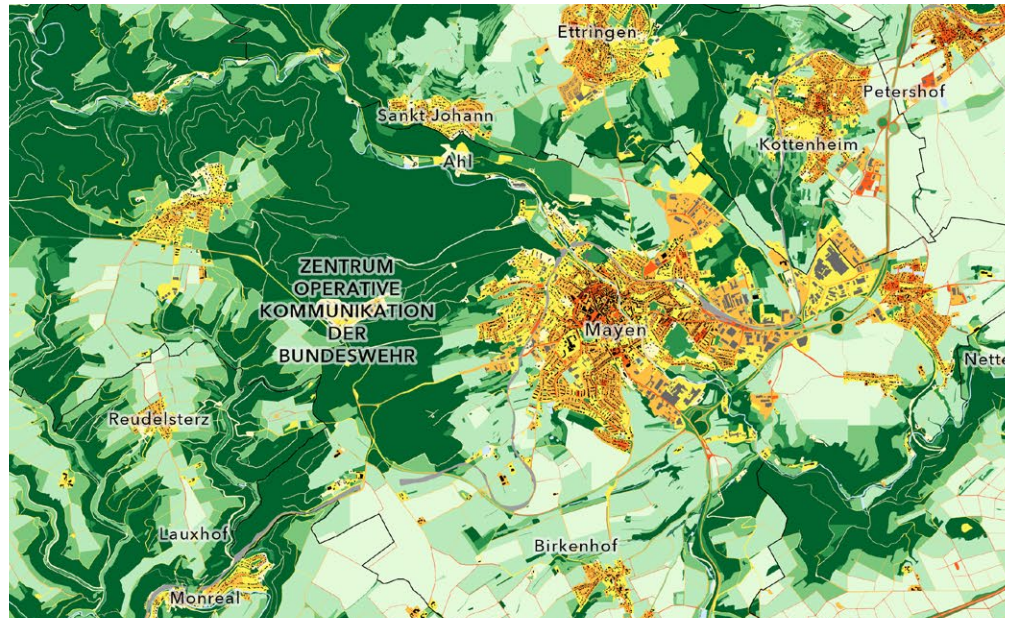 Ettringen
Petershof
Sankt Johann
Kottenheim
Ahl
ZENTRUM
OPERATIVE
KOMMUNIKATION
DER
BUNDESWEHR
Mayen
Nette
Reudelsterz
Lauxhof
Birkenhof
Monreal